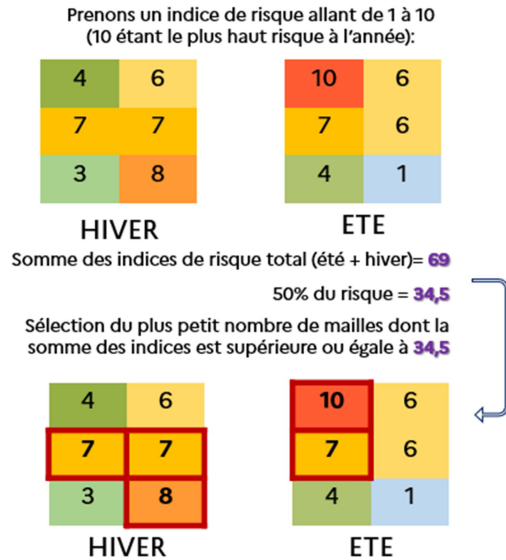 Prenons un indice de risque allant de 1 à 10
(10 étant le plus haut risque à l'année):
4 6 10 6
7 7 7 6
3 8 4 1
HIVER ETE
Somme des indices de risque total (été + hiver)= 69
50% du risque = 34,5
Sélection du plus petit nombre de mailles dont la
somme des indices est supérieure ou égale à 34,5
4 6 10 6
7 7 7 6
3 8 4 1
HIVER ETE